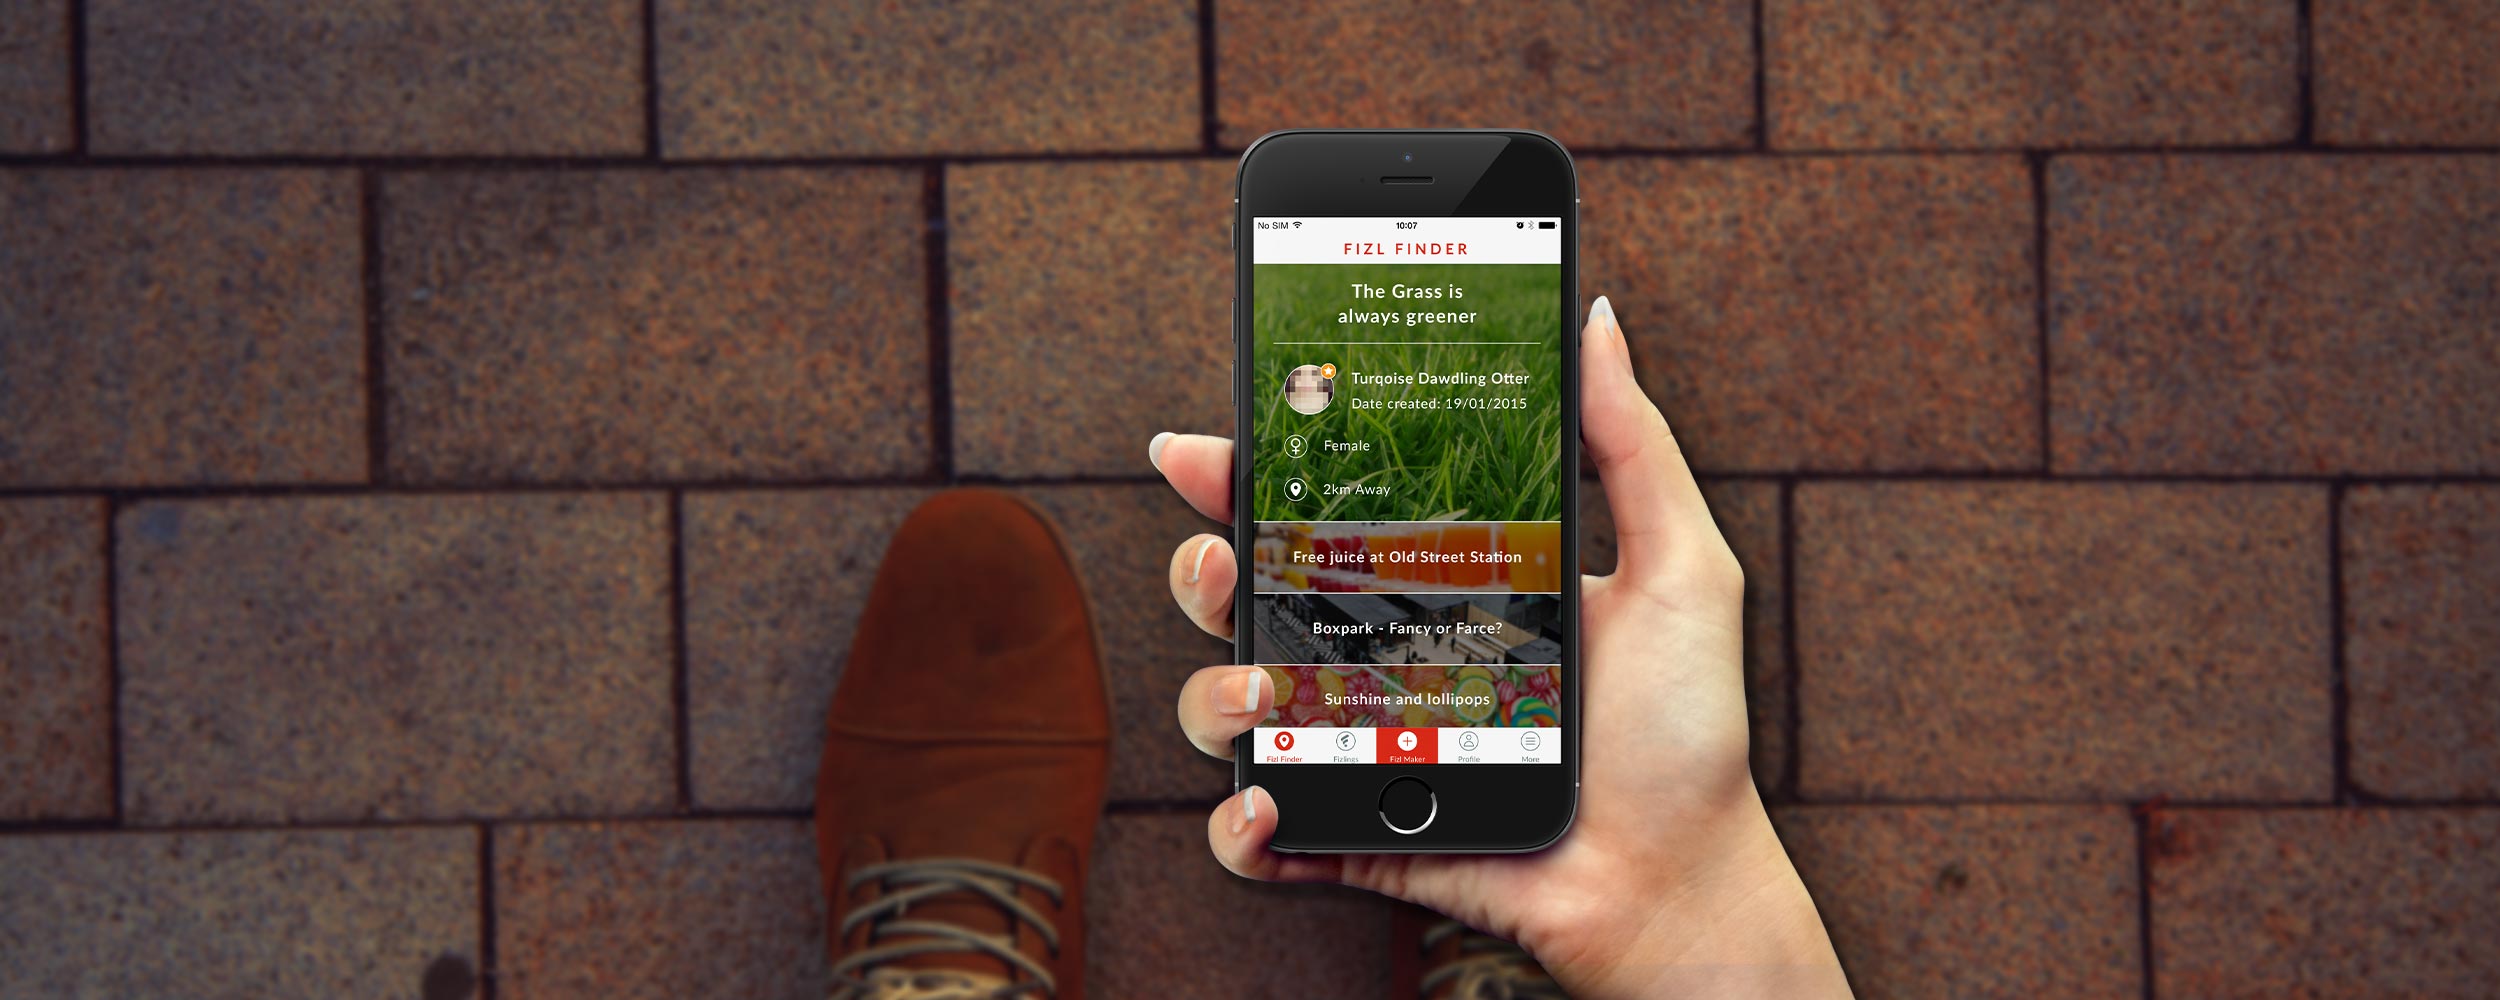 No SIM 10:07
FIZL FINDER
The Grass is
always greener
Turqoise Dawdling Otter
Date created: 19/01/2015
Female
2km Away
Free juice at Old Street Station
Boxpark - Fancy or Farce?
Sunshine and lollipops
Fizl Finder Fizlings Fizl Maker Profile More